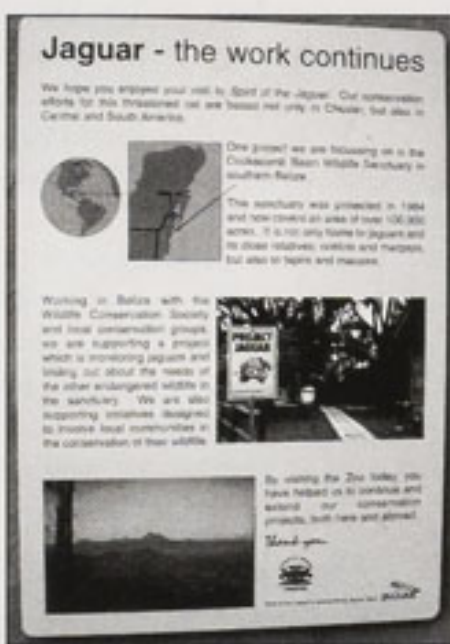 Jaguar - the work continues
We hope you enjoyed your visit to Spirit of the Jaguar. Our conservation
efforts for this threatened cat are based not only in Chester, but also in
Central and South America.
One project we are focussing on is the
Cockscomb Basin Wildlife Sanctuary in
southern Belize.
This sanctuary was protected in 1984
and now covers an area of over 100,000
acres. It is not only home to jaguars and
its close relatives, ocelots and margays,
but also to tapirs and macaws.
Working in Belize with the
Wildlife Conservation Society
and local conservation groups,
we are supporting a project
which is monitoring jaguars and
finding out about the needs of
the other endangered wildlife in
the sanctuary. We are also
supporting initiatives designed
to involve local communities in
the conservation of their wildlife.
PROJECT
JAGUAR
By visiting the Zoo today, you
have helped us to continue and
extend our conservation
projects, both here and abroad.
Thank you